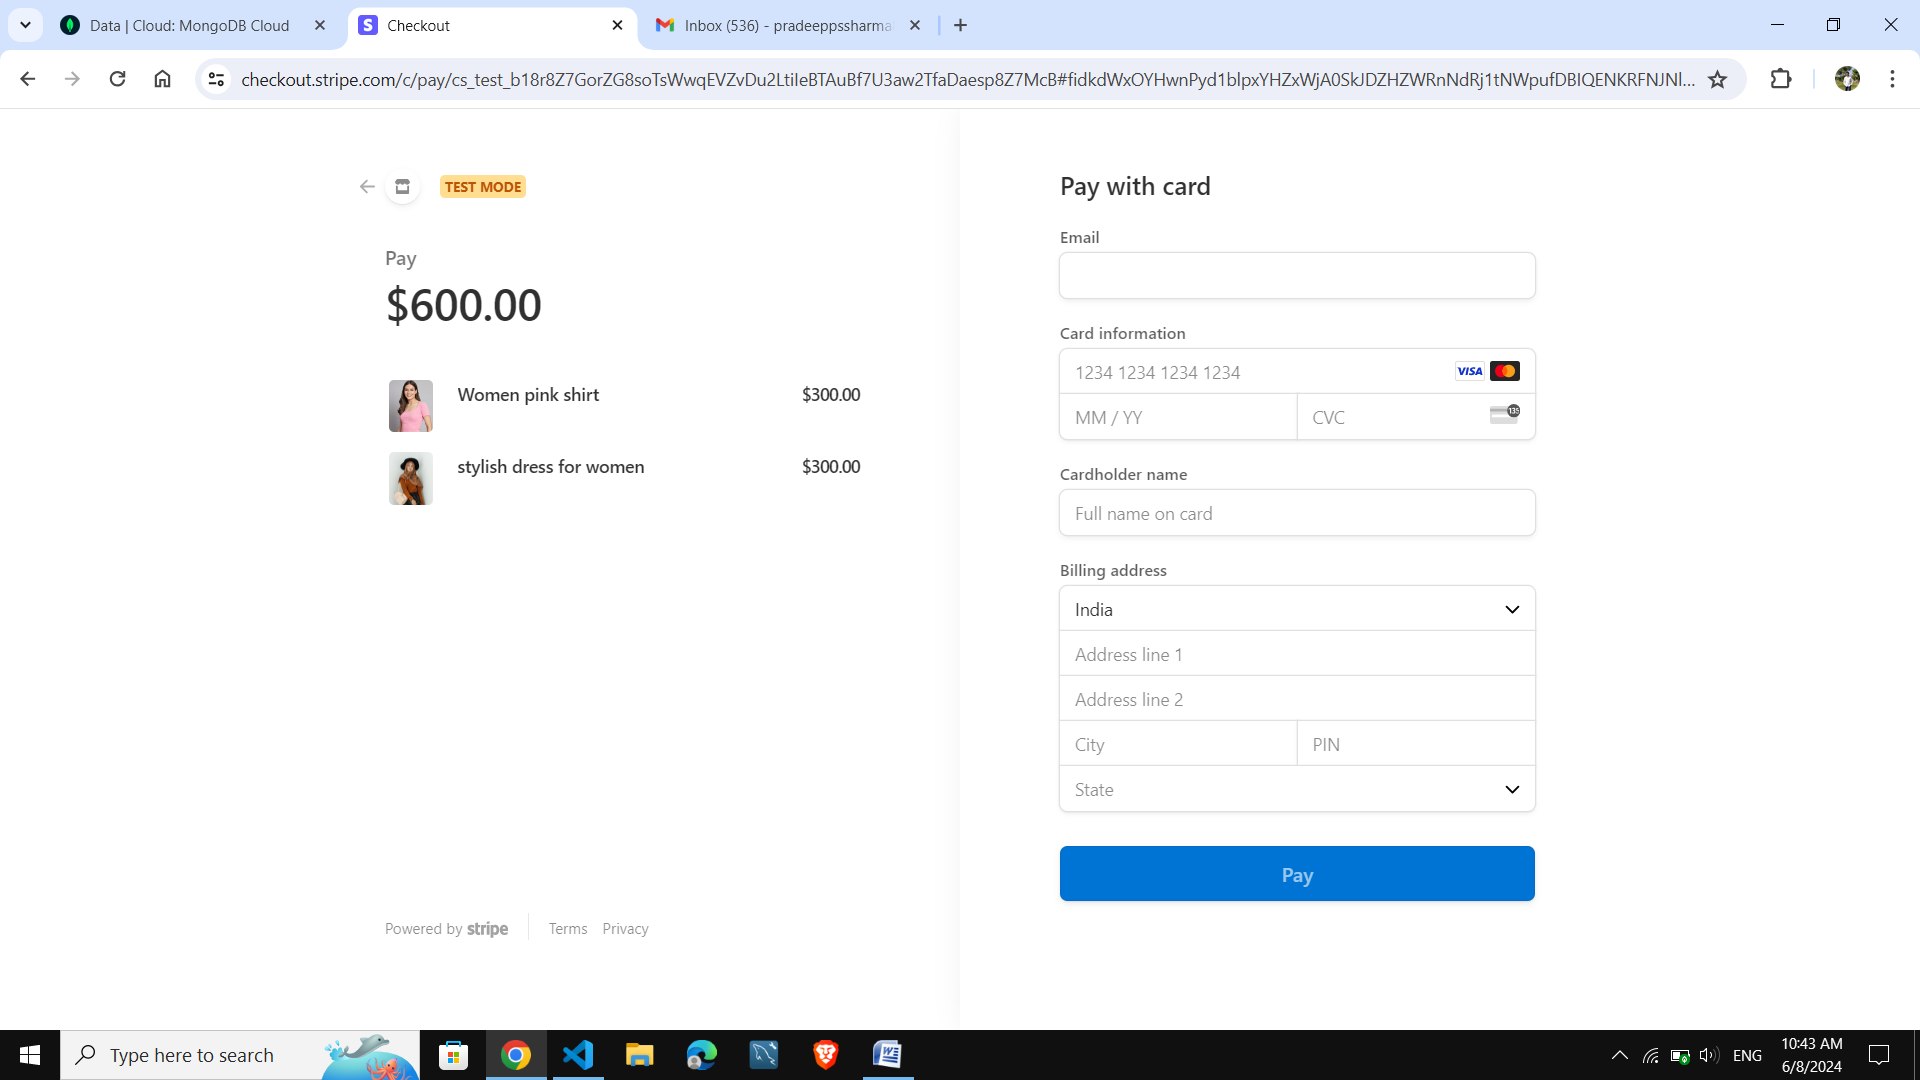 Data | Cloud: MongoDB Cloud
Checkout
Inbox (536) - pradeeppssharma
checkout.stripe.com/c/pay/cs_test_b18r8Z7GorZG8soTsWwqEVZvDu2LtiIeBTAuBf7U3aw2TfaDaesp8Z7McB#fidkdWxOYHwnPyd1blpxYHZxWjA0SkJDZHZWRnNdRj1tNWpufDBIQENKRFNJNl...
TEST MODE
Pay
$600.00
Women pink shirt $300.00
stylish dress for women $300.00
Powered by stripe Terms Privacy
Pay with card
Email
Card information
1234 1234 1234 1234 VISA
MM / YY CVC 135
Cardholder name
Full name on card
Billing address
India
Address line 1
Address line 2
City PIN
State
Pay
Type here to search
ENG
10:43 AM
6/8/2024